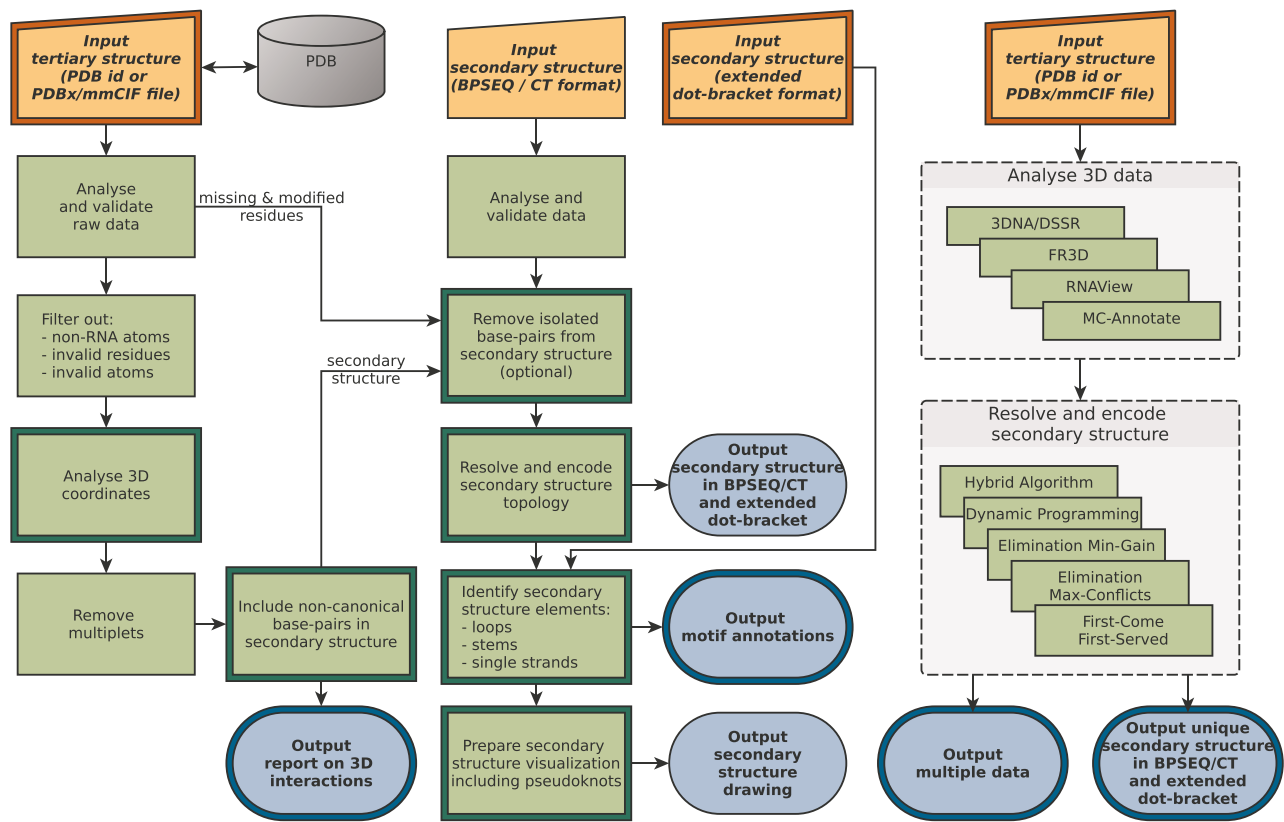 Input
tertiary structure
(PDB id or
PDBx/mmCIF file)
PDB
Analyse
and validate
raw data
missing & modified
residues
Filter out:
- non-RNA atoms
- invalid residues
- invalid atoms
Analyse 3D
coordinates
Remove
multiplets
Include non-canonical
base-pairs in
secondary structure
secondary
structure
Output
report on 3D
interactions
Input
secondary structure
(BPSEQ / CT format)
Analyse and
validate data
Remove isolated
base-pairs from
secondary structure
(optional)
Resolve and encode
secondary structure
topology
Output
secondary structure
in BPSEQ/CT
and extended
dot-bracket
Input
secondary structure
(extended
dot-bracket format)
Identify secondary
structure elements:
- loops
- stems
- single strands
Output
motif annotations
Prepare secondary
structure visualization
including pseudoknots
Output
secondary
structure
drawing
Input
tertiary structure
(PDB id or
PDBx/mmCIF file)
Analyse 3D data
3DNA/DSSR
FR3D
RNAView
MC-Annotate
Resolve and encode
secondary structure
Hybrid Algorithm
Dynamic Programming
Elimination Min-Gain
Elimination
Max-Conflicts
First-Come
First-Served
Output
multiple data
Output unique
secondary structure
in BPSEQ/CT
and extended
dot-bracket